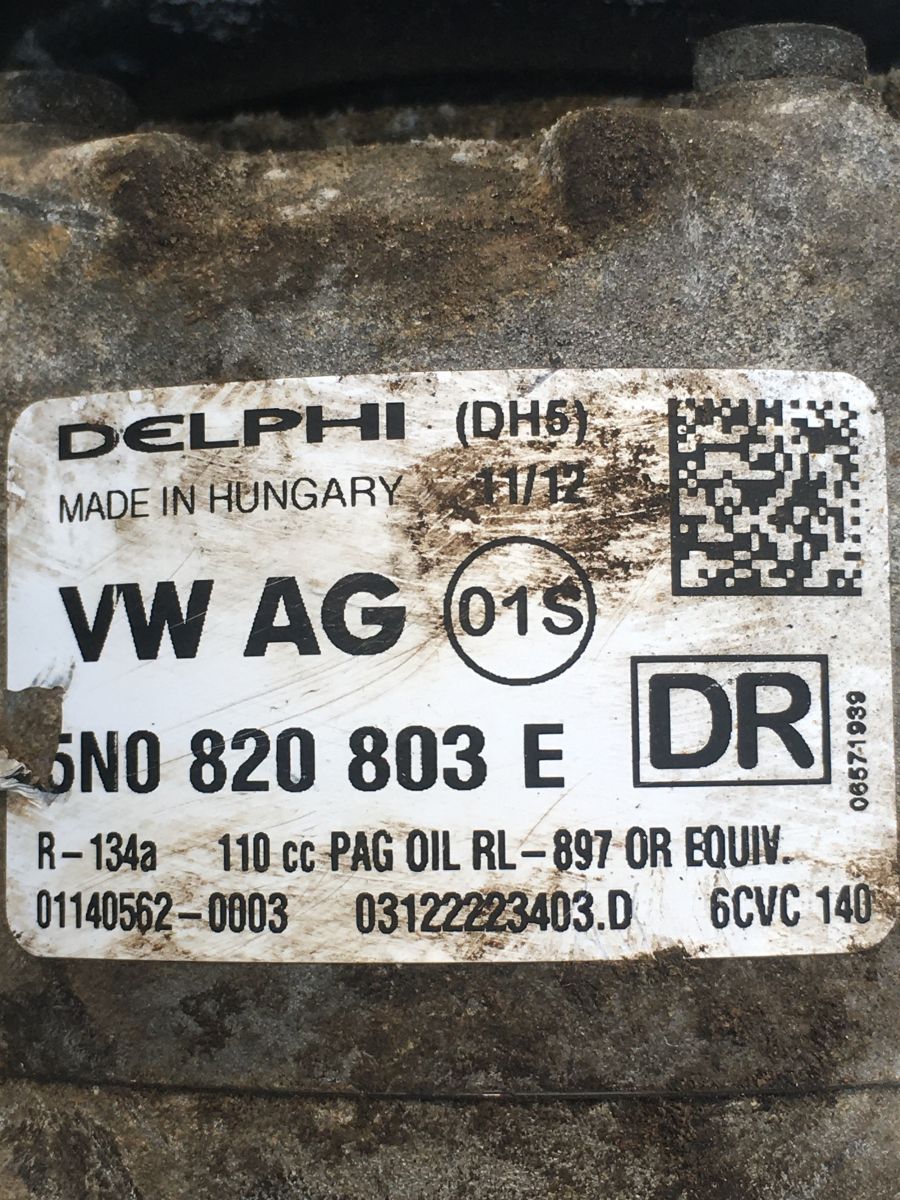 DELPHI (DH5)
MADE IN HUNGARY 11/12
VW AG 01S
5N0 820 803 E DR
0657-1939
R-134a 110 cc PAG OIL RL-897 OR EQUIV.
01140562-0003 03122223403.D 6CVC 140